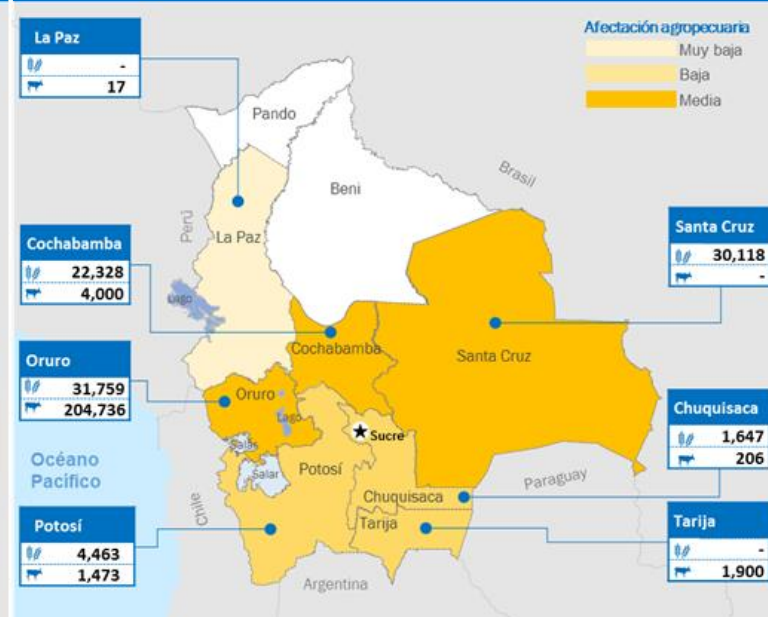 La Paz
-
17
Afectación agropecuaria
Muy baja
Baja
Media
Pando
Beni
Brasil
Perú
La Paz
Lago
Cochabamba
22,328
4,000
Santa Cruz
30,118
-
Cochabamba
Santa Cruz
Oruro
31,759
204,736
Oruro
Lago
Salar
Sucre
Chuquisaca
1,647
206
Océano
Pacífico
Salar
Potosí
Chuquisaca
Paraguay
Chile
Tarija
Potosí
4,463
1,473
Tarija
-
1,900
Argentina